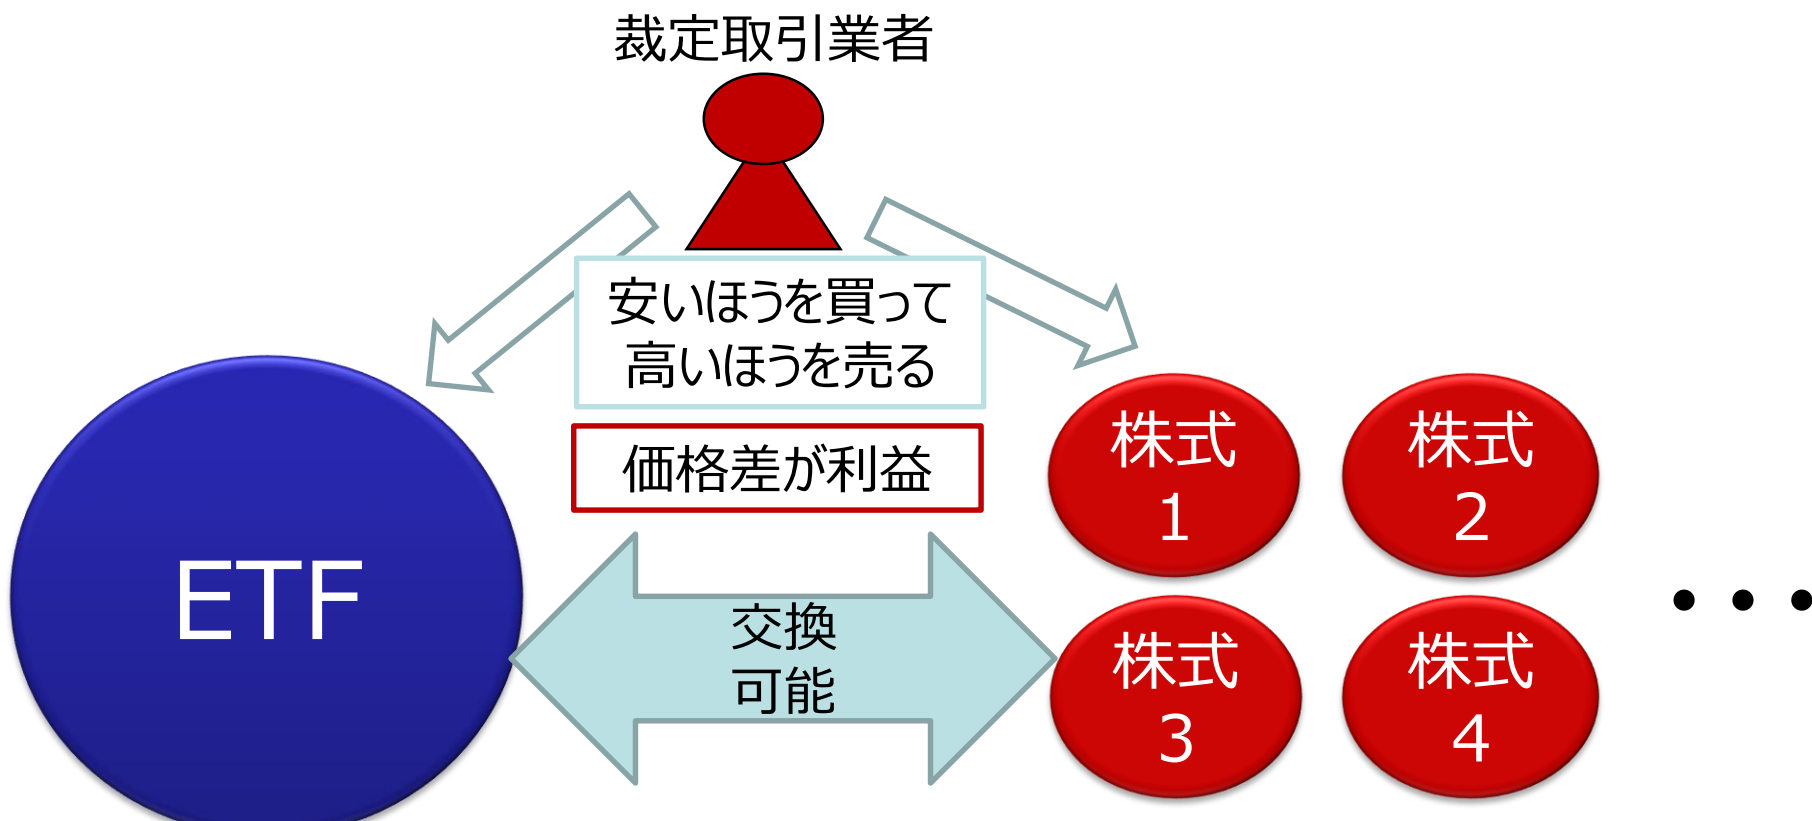 裁定取引業者
安いほうを買って
高いほうを売る
価格差が利益
ETF
交換
可能
株式
1
株式
2
株式
3
株式
4
・・・